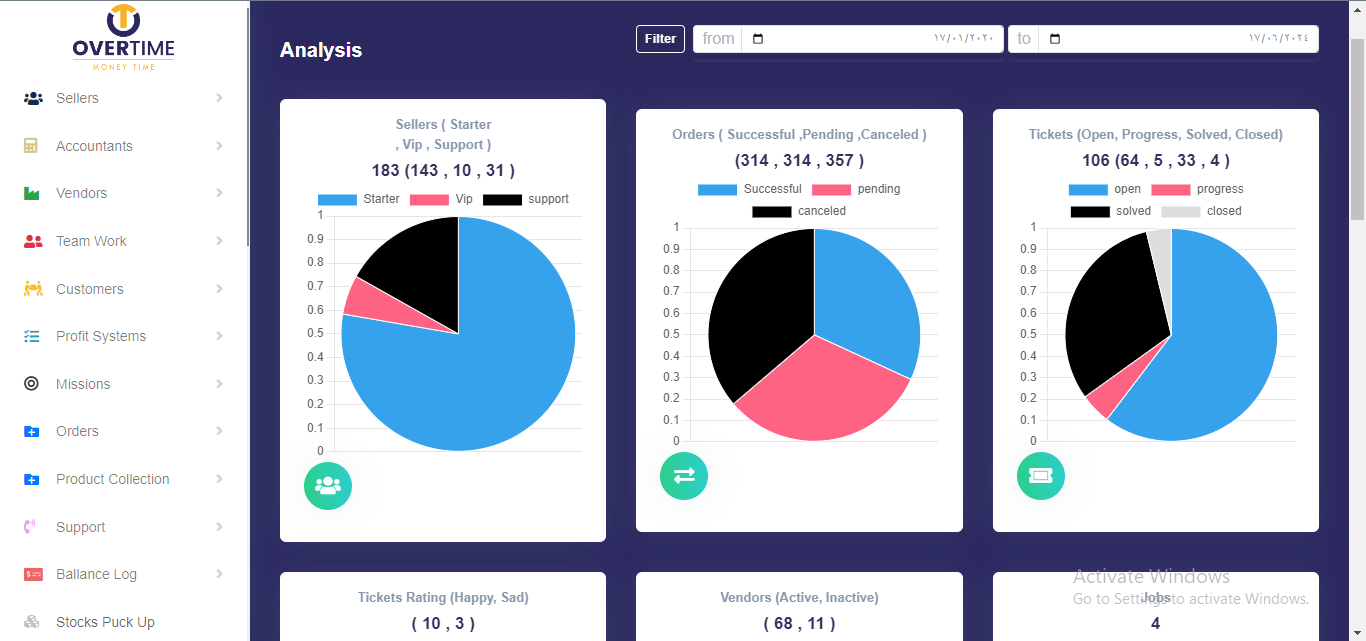 OVERTIME
MONEY TIME
Sellers
Accountants
Vendors
Team Work
Customers
Profit Systems
Missions
Orders
Product Collection
Support
Ballance Log
Stocks Puck Up
Analysis
Filter
from
١٧/٠١/٢٠٢٠
to
١٧/٠٦/٢٠٢٤
Sellers ( Starter
, Vip , Support )
183 (143 , 10 , 31 )
Starter Vip support
1
0.9
0.8
0.7
0.6
0.5
0.4
0.3
0.2
0.1
0
Orders ( Successful ,Pending ,Canceled )
(314 , 314 , 357 )
Successful pending
canceled
1
0.9
0.8
0.7
0.6
0.5
0.4
0.3
0.2
0.1
0
Tickets (Open, Progress, Solved, Closed)
106 (64 , 5 , 33 , 4 )
open progress
solved closed
1
0.9
0.8
0.7
0.6
0.5
0.4
0.3
0.2
0.1
0
Tickets Rating (Happy, Sad)
( 10 , 3 )
Vendors (Active, Inactive)
( 68 , 11 )
Jobs
4
Activate Windows
Go to Settings to activate Windows.